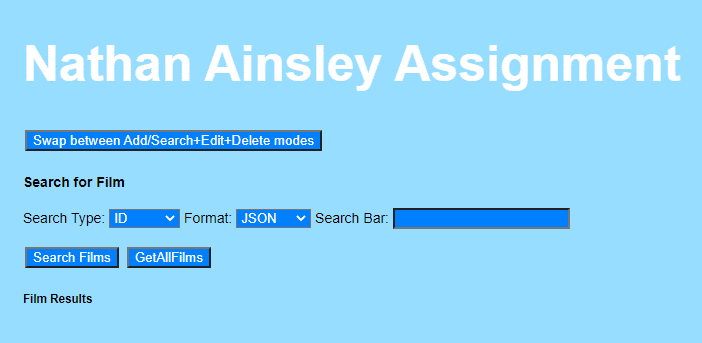 Nathan Ainsley Assignment
Swap between Add/Search+Edit+Delete modes
Search for Film
Search Type: ID Format: JSON Search Bar:
Search Films GetAllFilms
Film Results